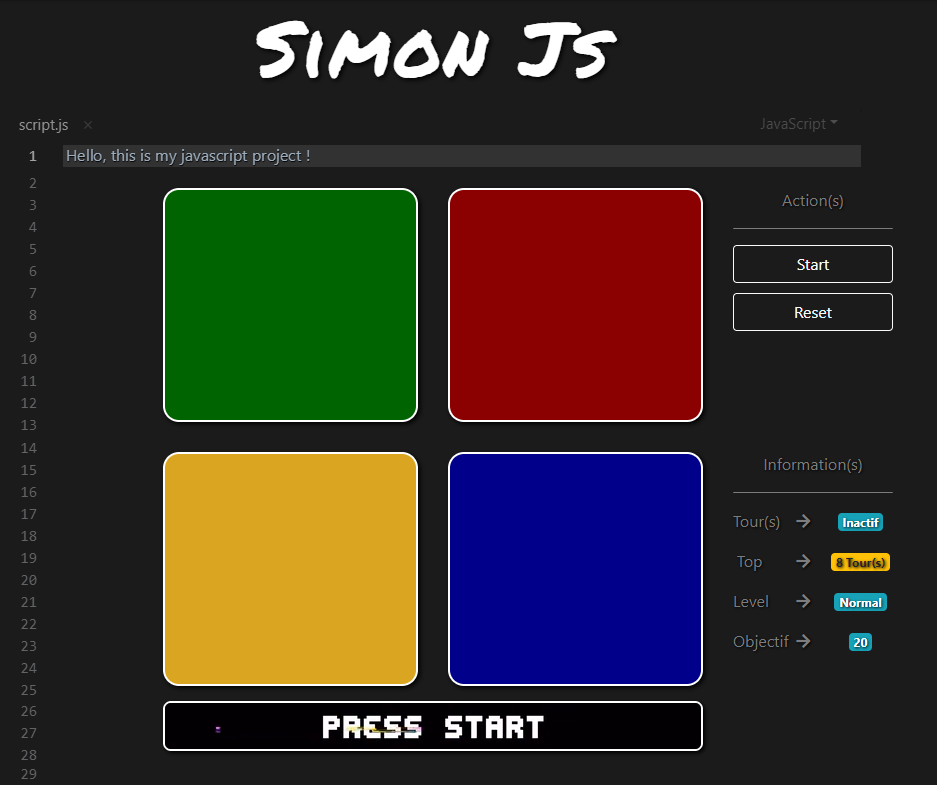 Simon Js
script.js ×
JavaScript
1 Hello, this is my javascript project !
2
3
4
5
6
7
8
9
10
11
12
13
14
15
16
17
18
19
20
21
22
23
24
25
26
27
28
29
Action(s)
Start
Reset
Information(s)
Tour(s) → Inactif
Top → 8 Tour(s)
Level → Normal
Objectif → 20
PRESS START